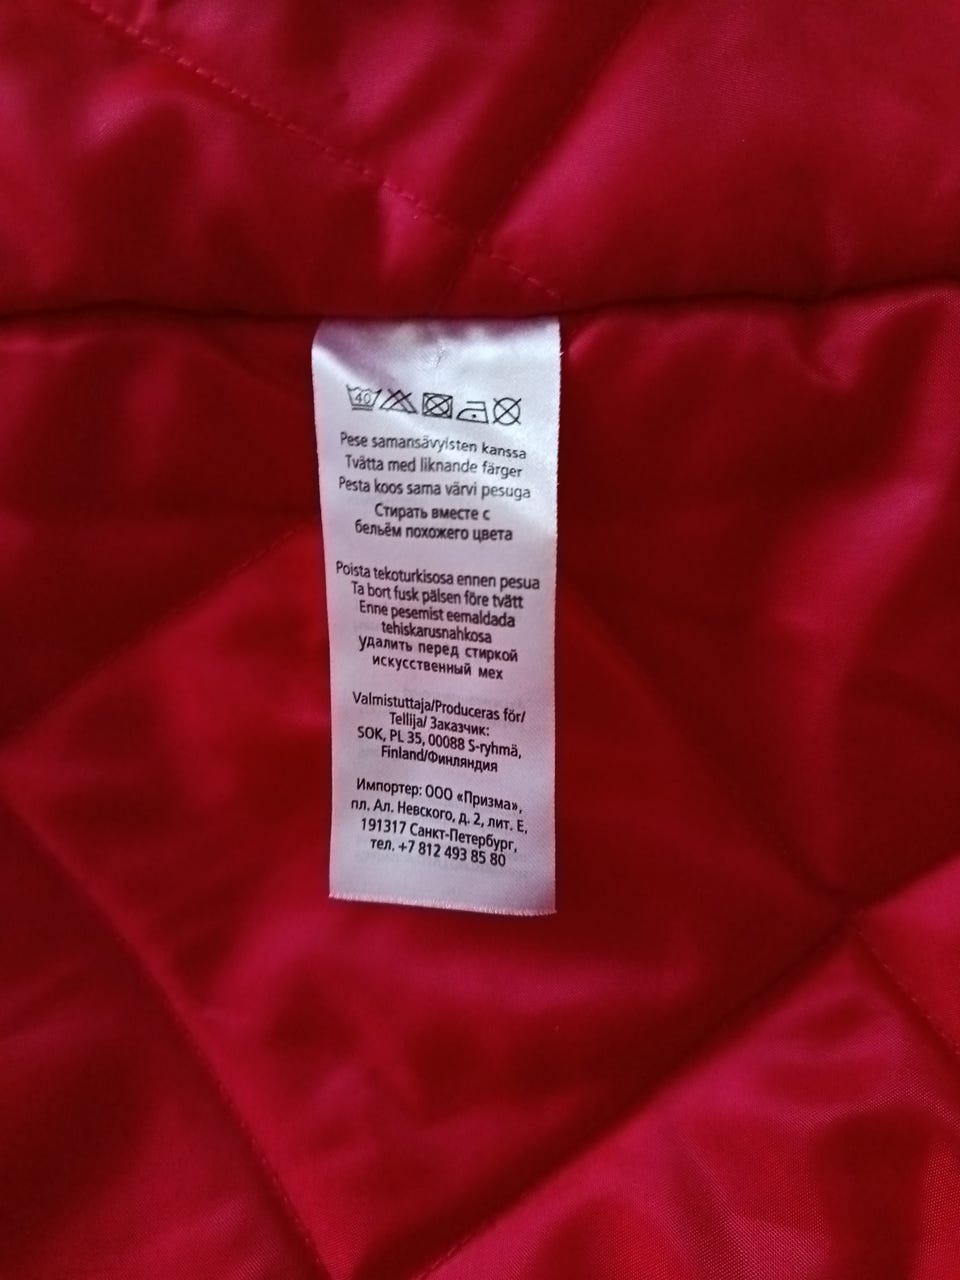 40
Pese samansävyisten kanssa
Tvätta med liknande färger
Pesta koos sama värvi pesuga
Стирать вместе с
бельём похожего цвета
Poista tekoturkisosa ennen pesua
Ta bort fusk pälsen före tvätt
Enne pesemist eemaldada
tehiskarusnahkosa
удалить перед стиркой
искусственный мех
Valmistuttaja/Produceras för/
Tellija/ Заказчик:
SOK, PL 35, 00088 S-ryhmä,
Finland/Финляндия
Импортер: ООО «Призма»,
пл. Ал. Невского, д. 2, лит. Е,
191317 Санкт-Петербург,
тел. +7 812 493 85 80